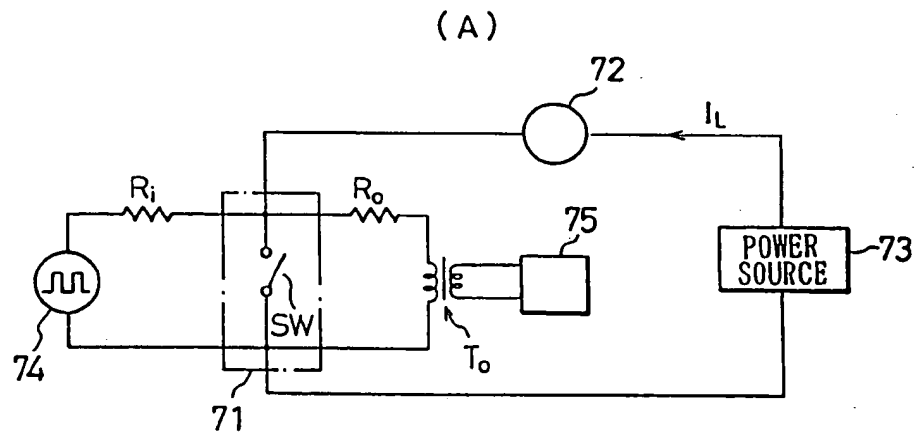 (A)
72
I_L
R_i
R_o
75
POWER
SOURCE
73
SW
74
T_o
71